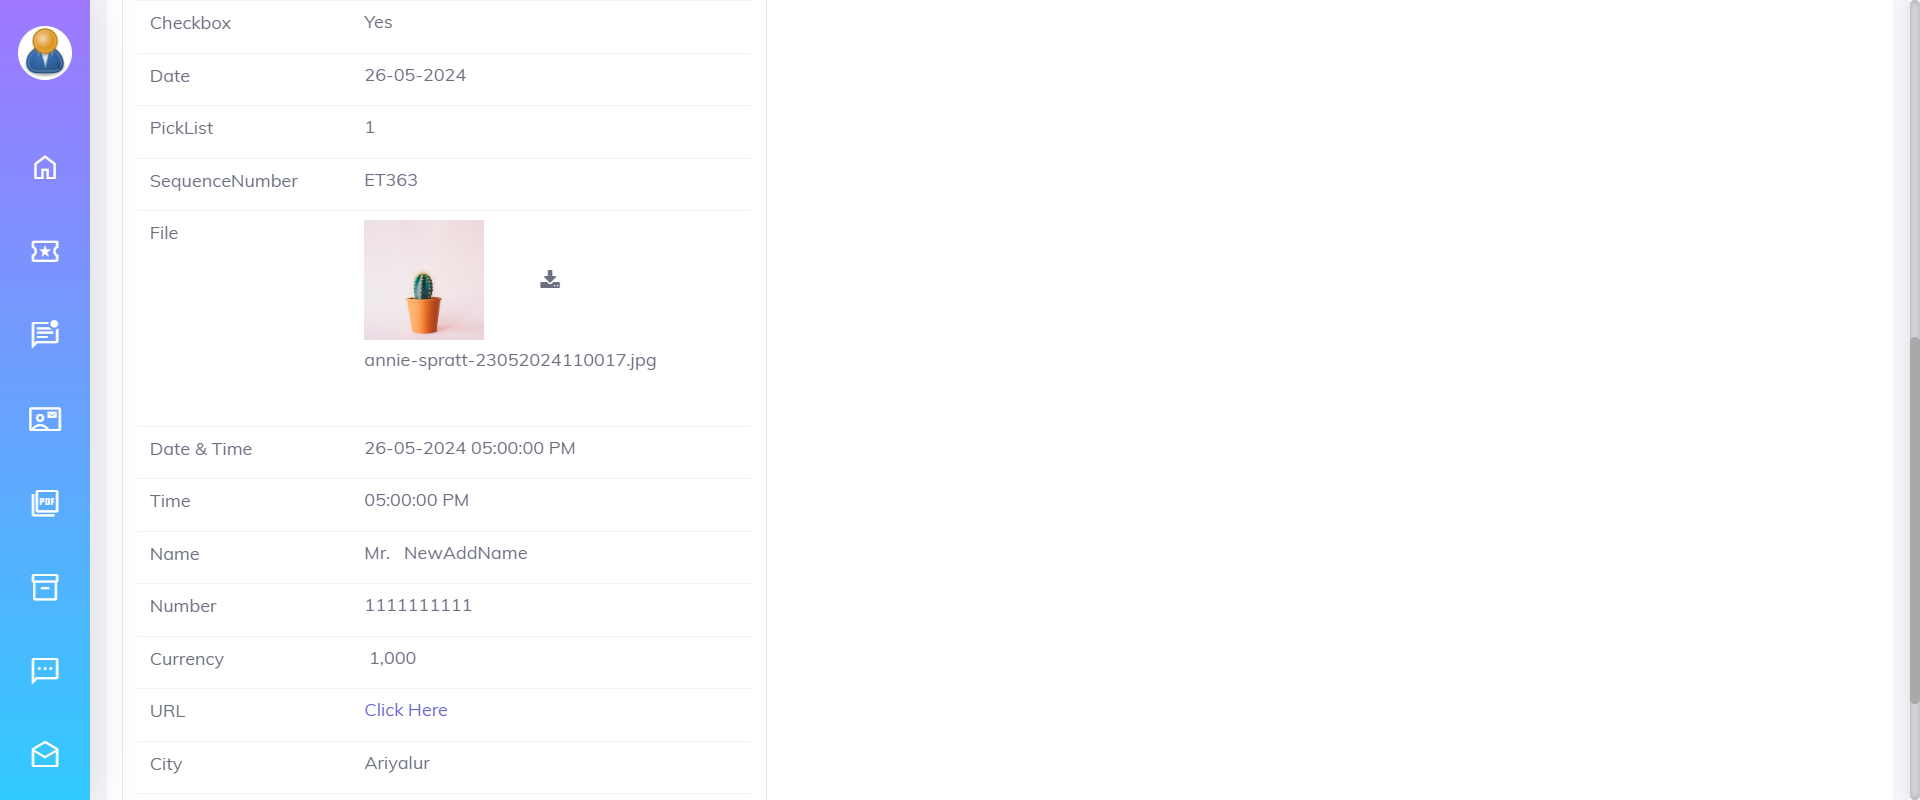 Checkbox Yes
Date 26-05-2024
PickList 1
SequenceNumber ET363
File
annie-spratt-23052024110017.jpg
Date & Time 26-05-2024 05:00:00 PM
Time 05:00:00 PM
Name Mr. NewAddName
Number 1111111111
Currency 1,000
URL Click Here
City Ariyalur
PDF